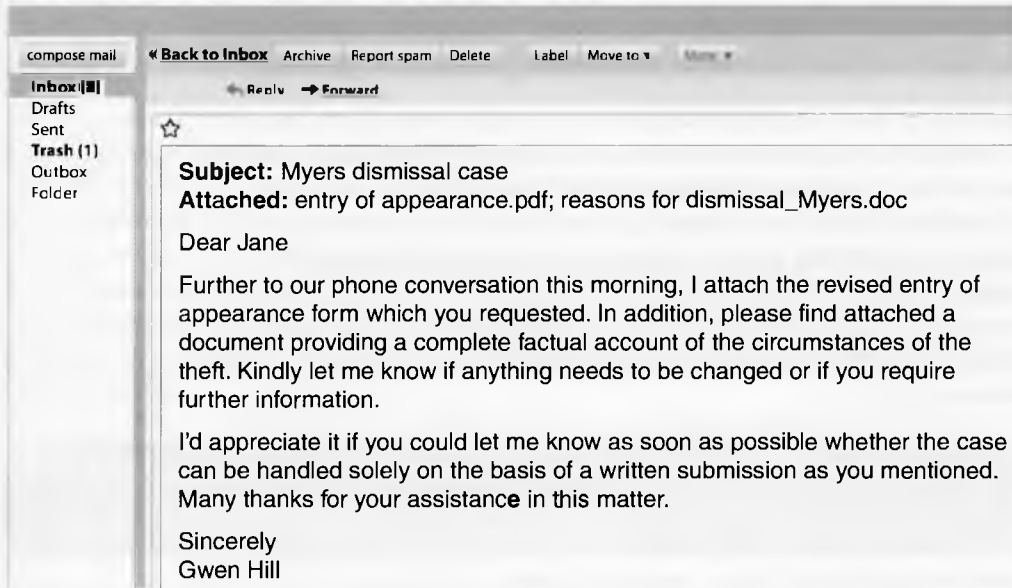 compose mail
« Back to Inbox Archive Report spam Delete Label Move to ▾
Inbox
Reply Forward
Drafts
Sent
Trash (1)
Outbox
Folder
Subject: Myers dismissal case
Attached: entry of appearance.pdf; reasons for dismissal_Myers.doc
Dear Jane
Further to our phone conversation this morning, I attach the revised entry of
appearance form which you requested. In addition, please find attached a
document providing a complete factual account of the circumstances of the
theft. Kindly let me know if anything needs to be changed or if you require
further information.
I'd appreciate it if you could let me know as soon as possible whether the case
can be handled solely on the basis of a written submission as you mentioned.
Many thanks for your assistance in this matter.
Sincerely
Gwen Hill